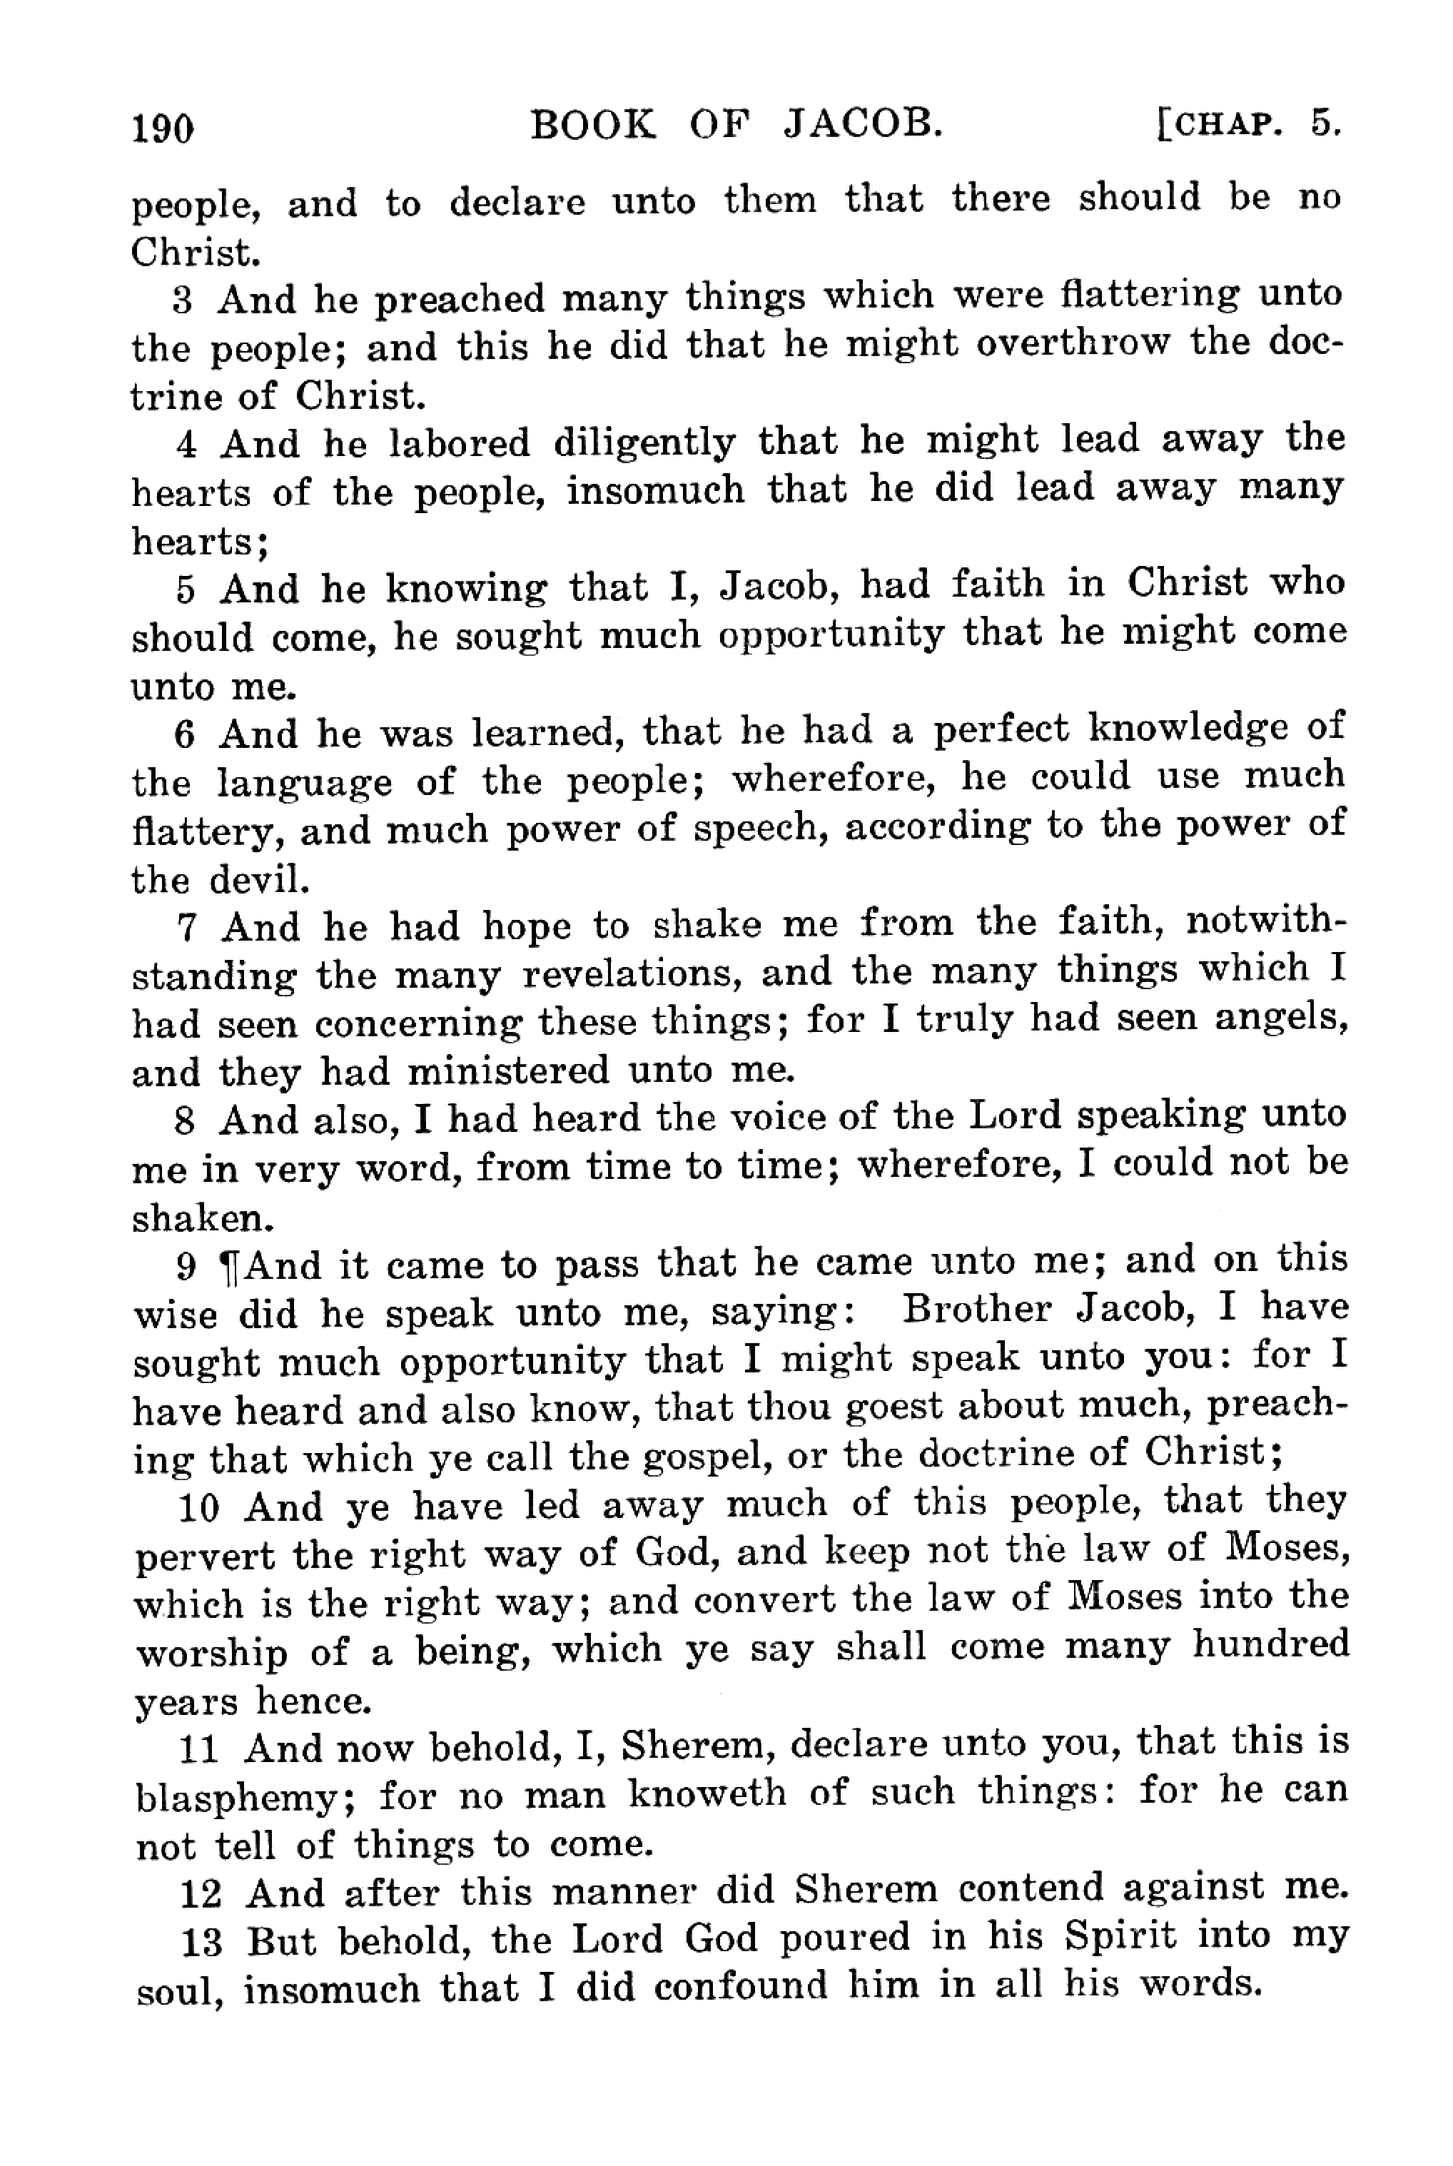 190 BOOK OF JACOB. [CHAP. 5.
people, and to declare unto them that there should be no
Christ.
3 And he preached many things which were flattering unto
the people; and this he did that he might overthrow the doc-
trine of Christ.
4 And he labored diligently that he might lead away the
hearts of the people, insomuch that he did lead away many
hearts;
5 And he knowing that I, Jacob, had faith in Christ who
should come, he sought much opportunity that he might come
unto me.
6 And he was learned, that he had a perfect knowledge of
the language of the people; wherefore, he could use much
flattery, and much power of speech, according to the power of
the devil.
7 And he had hope to shake me from the faith, notwith-
standing the many revelations, and the many things which I
had seen concerning these things; for I truly had seen angels,
and they had ministered unto me.
8 And also, I had heard the voice of the Lord speaking unto
me in very word, from time to time; wherefore, I could not be
shaken.
9 ¶And it came to pass that he came unto me; and on this
wise did he speak unto me, saying: Brother Jacob, I have
sought much opportunity that I might speak unto you: for I
have heard and also know, that thou goest about much, preach-
ing that which ye call the gospel, or the doctrine of Christ;
10 And ye have led away much of this people, that they
pervert the right way of God, and keep not the law of Moses,
which is the right way; and convert the law of Moses into the
worship of a being, which ye say shall come many hundred
years hence.
11 And now behold, I, Sherem, declare unto you, that this is
blasphemy; for no man knoweth of such things: for he can
not tell of things to come.
12 And after this manner did Sherem contend against me.
13 But behold, the Lord God poured in his Spirit into my
soul, insomuch that I did confound him in all his words.